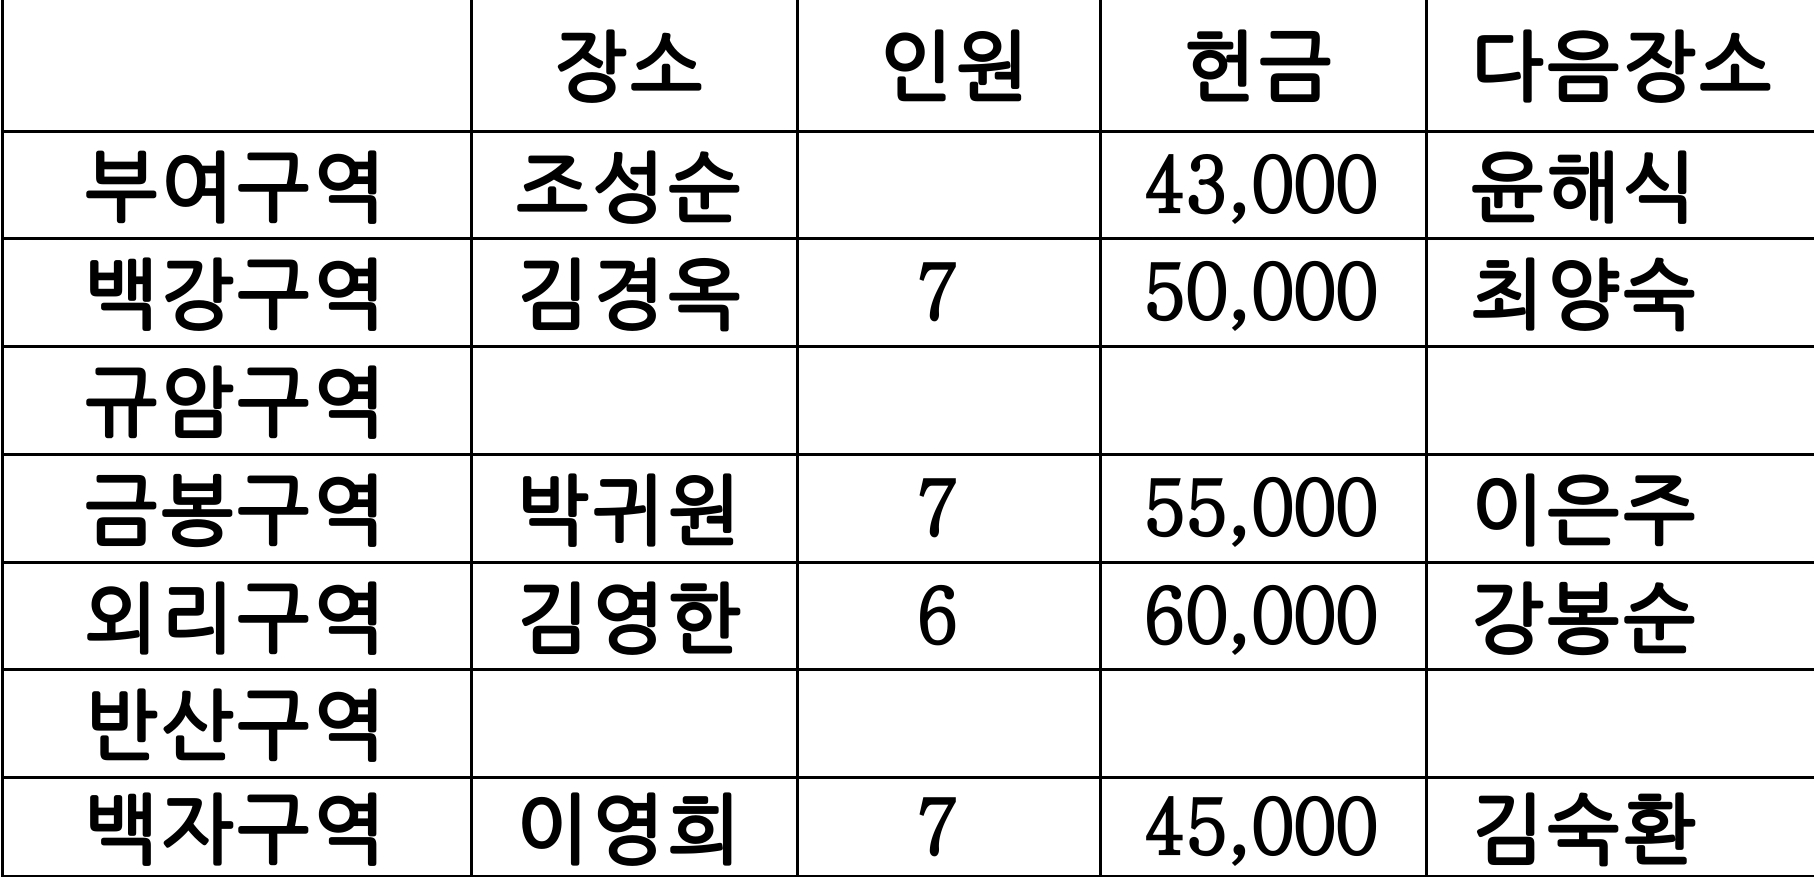 장소 인원 헌금 다음장소
부여구역 조성순 43,000 윤해식
백강구역 김경옥 7 50,000 최양숙
규암구역
금봉구역 박귀원 7 55,000 이은주
외리구역 김영한 6 60,000 강봉순
반산구역
백자구역 이영희 7 45,000 김숙환